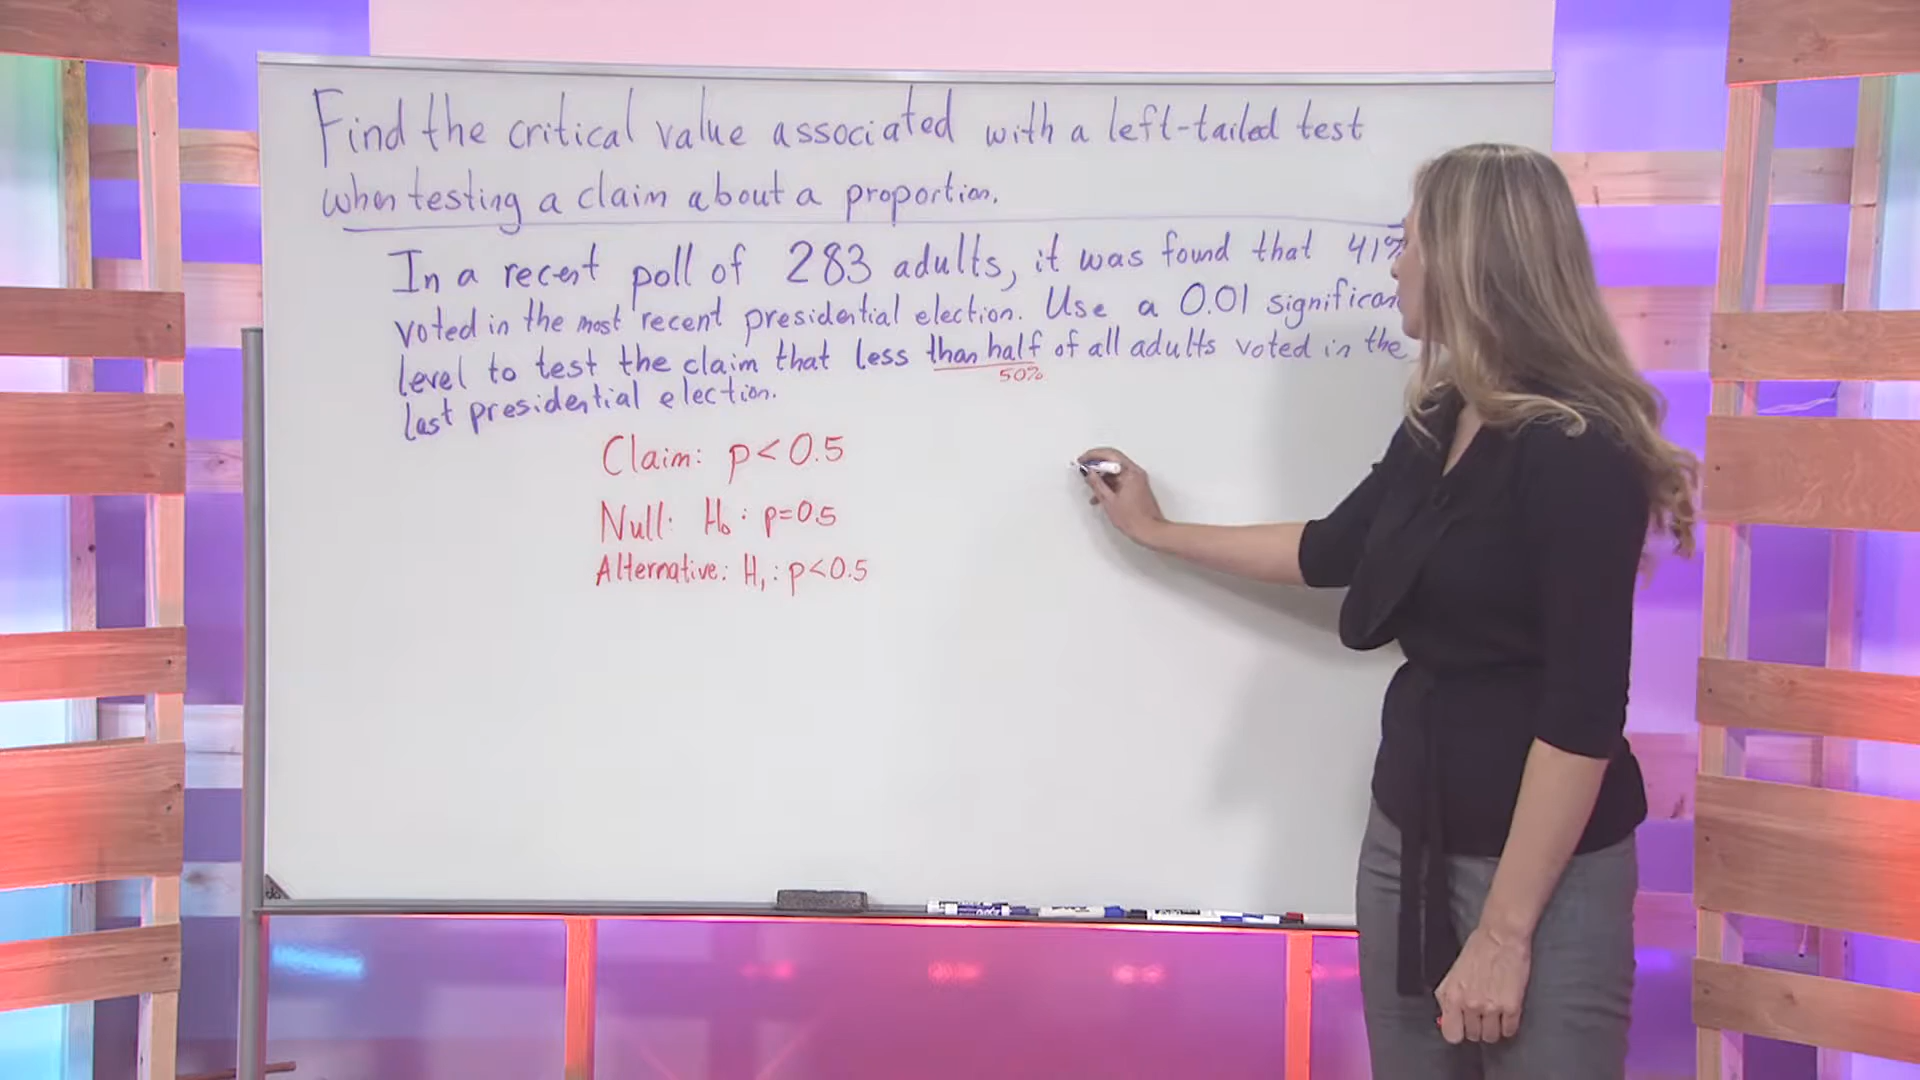 Find the critical value associated with a left-tailed test
when testing a claim about a proportion.
In a recent poll of 283 adults, it was found that 41%
voted in the most recent presidential election. Use a 0.01
level to test the claim that less than half of all adults voted in the
50%
last presidential election.
Claim: p < 0.5
Null: H₀: p=0.5
Alternative: H₁: p<0.5